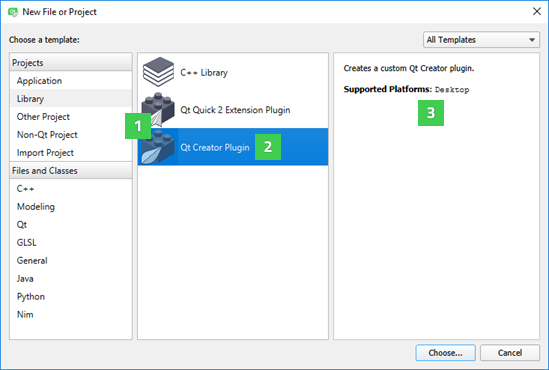 New File or Project
Choose a template:
All Templates
Projects
Application
Library
Other Project
Non-Qt Project
Import Project
Files and Classes
C++
Modeling
Qt
GLSL
General
Java
Python
Nim
1
C++ Library
Qt Quick 2 Extension Plugin
Qt Creator Plugin
2
Creates a custom Qt Creator plugin.
Supported Platforms: Desktop
3
Choose...
Cancel